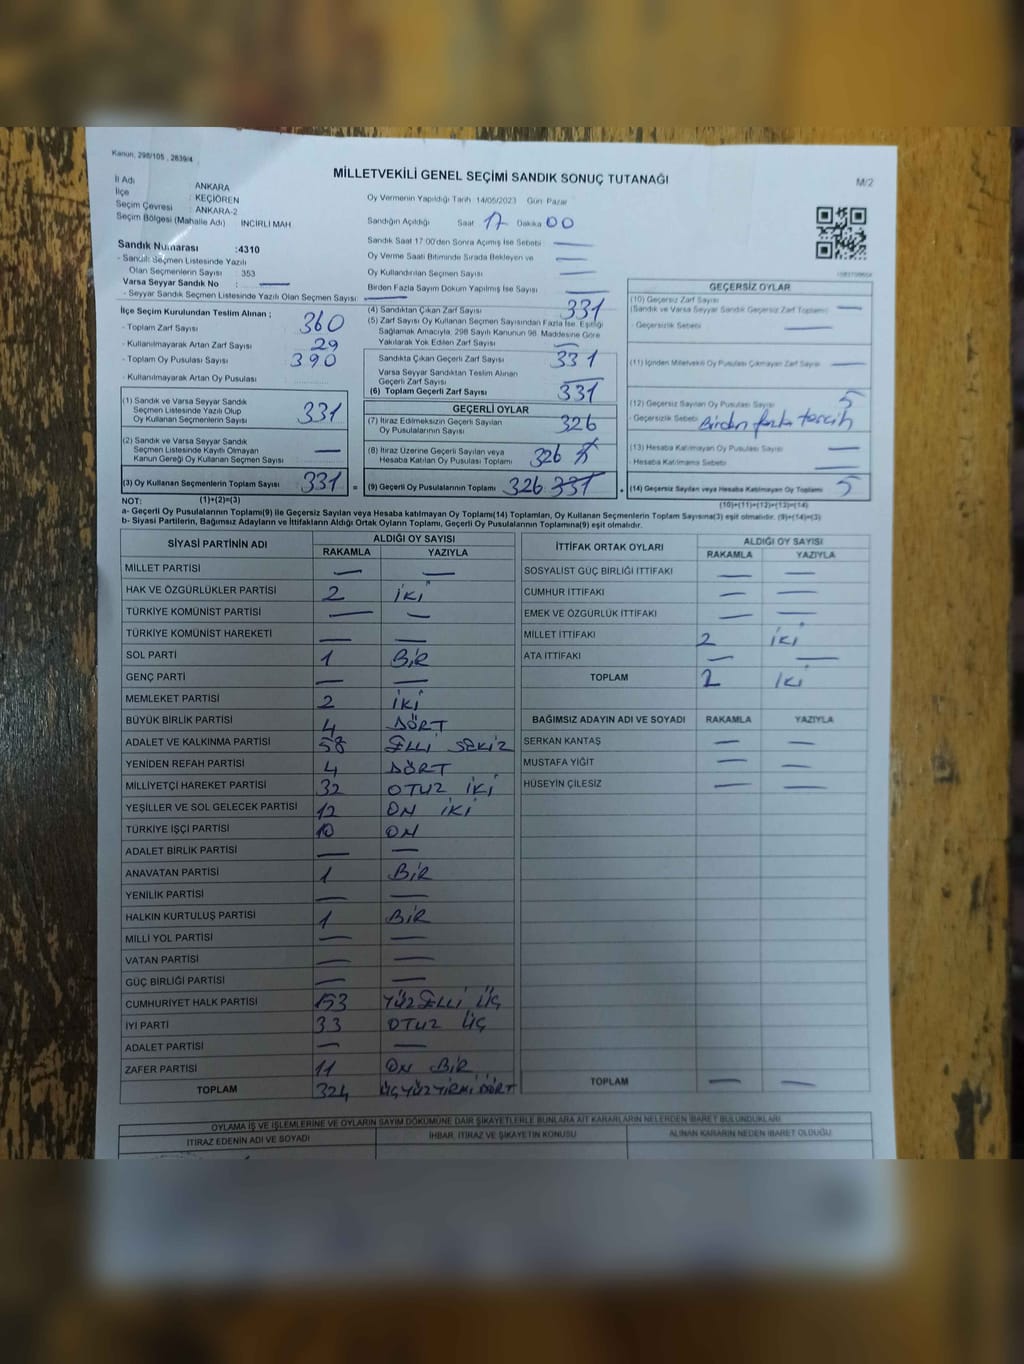 Kanun, 298/105 , 2839/4
MİLLETVEKİLİ GENEL SEÇİMİ SANDIK SONUÇ TUTANAĞI
M/2
İl Adı : ANKARA
İlçe : KEÇİÖREN
Seçim Çevresi : ANKARA-2
Seçim Bölgesi (Mahalle Adı) İNCİRLİ MAH
Oy Vermenin Yapıldığı Tarih 14/05/2023 Gün Pazar
Sandığın Açıldığı Saat 17 Dakika 00
Sandık Saat 17:00'den Sonra Açımış İse Sebebi
Oy Verme Saati Bitiminde Sırada Bekleyen ve
Oy Kullandırılan Seçmen Sayısı
Birden Fazla Sayım Döküm Yapılmış İse Sayısı
Sandık Numarası :4310
- Sandık Seçmen Listesinde Yazılı
Olan Seçmenlerin Sayısı 353
Varsa Seyyar Sandık No :
- Seyyar Sandık Seçmen Listesinde Yazılı Olan Seçmen Sayısı
İlçe Seçim Kurulundan Teslim Alınan ;
- Toplam Zarf Sayısı 360
- Kullanılmayarak Artan Zarf Sayısı 29
- Toplam Oy Pusulası Sayısı 390
- Kullanılmayarak Artan Oy Pusulası
(1) Sandık ve Varsa Seyyar Sandık
Seçmen Listesinde Yazılı Olup
Oy Kullanan Seçmenlerin Sayısı 331
(2) Sandık ve Varsa Seyyar Sandık
Seçmen Listesinde Kayıtlı Olmayan
Kanun Gereği Oy Kullanan Seçmen Sayısı
(3) Oy Kullanan Seçmenlerin Toplam Sayısı 331 =
(1)+(2)=(3)
(4) Sandıktan Çıkan Zarf Sayısı 331
(5) Zarf Sayısı Oy Kullanan Seçmen Sayısından Fazla İse, Eşitliği
Sağlamak Amacıyla, 298 Sayılı Kanunun 98. Maddesine Göre
Yakılarak Yok Edilen Zarf Sayısı
Sandıkta Çıkan Geçerli Zarf Sayısı 331
Varsa Seyyar Sandıktan Teslim Alınan
Geçerli Zarf Sayısı
(6) Toplam Geçerli Zarf Sayısı 331
GEÇERLİ OYLAR
(7) İtiraz Edilmeksizin Geçerli Sayılan
Oy Pusulalarının Sayısı 326
(8) İtiraz Üzerine Geçerli Sayılan veya
Hesaba Katılan Oy Pusulası Toplamı 326
(9) Geçerli Oy Pusulalarının Toplamı 326 331 +
GEÇERSİZ OYLAR
(10) Geçersiz Zarf Sayısı
(Sandık ve Varsa Seyyar Sandık Geçersiz Zarf Toplamı)
- Geçersizlik Sebebi
(11) İçinden Milletvekili Oy Pusulası Çıkmayan Zarf Sayısı
(12) Geçersiz Sayılan Oy Pusulası Sayısı 5
- Geçersizlik Sebebi Birden fazla tercih
(13) Hesaba Katılmayan Oy Pusulası Sayısı
- Hesaba Katılmama Sebebi
(14) Geçersiz Sayılan veya Hesaba Katılmayan Oy Toplamı 5
(10)+(11)+(12)+(13)=(14)
NOT:
a- Geçerli Oy Pusulalarının Toplamı(9) ile Geçersiz Sayılan veya Hesaba katılmayan Oy Toplamı(14) Toplamları, Oy Kullanan Seçmenlerin Toplam Sayısına(3) eşit olmalıdır. (9)+(14)=(3)
b- Siyasi Partilerin, Bağımsız Adayların ve İttifakların Aldığı Ortak Oyların Toplamı, Geçerli Oy Pusulalarının Toplamına(9) eşit olmalıdır.
SİYASİ PARTİNİN ADI ALDIĞI OY SAYISI
RAKAMLA YAZIYLA
MİLLET PARTİSİ
HAK VE ÖZGÜRLÜKLER PARTİSİ 2 İKİ
TÜRKİYE KOMÜNİST PARTİSİ
TÜRKİYE KOMÜNİST HAREKETİ
SOL PARTİ 1 BİR
GENÇ PARTİ
MEMLEKET PARTİSİ 2 İKİ
BÜYÜK BİRLİK PARTİSİ 4 DÖRT
ADALET VE KALKINMA PARTİSİ 58 ELLİ SEKİZ
YENİDEN REFAH PARTİSİ 4 DÖRT
MİLLİYETÇİ HAREKET PARTİSİ 32 OTUZ İKİ
YEŞİLLER VE SOL GELECEK PARTİSİ 12 ON İKİ
TÜRKİYE İŞÇİ PARTİSİ 10 ON
ADALET BİRLİK PARTİSİ
ANAVATAN PARTİSİ 1 BİR
YENİLİK PARTİSİ
HALKIN KURTULUŞ PARTİSİ 1 BİR
MİLLİ YOL PARTİSİ
VATAN PARTİSİ
GÜÇ BİRLİĞİ PARTİSİ
CUMHURİYET HALK PARTİSİ 153 YÜZ ELLİ ÜÇ
İYİ PARTİ 33 OTUZ ÜÇ
ADALET PARTİSİ
ZAFER PARTİSİ 11 ON BİR
TOPLAM 324 ÜÇYÜZYİRMİ DÖRT
İTTİFAK ORTAK OYLARI ALDIĞI OY SAYISI
RAKAMLA YAZIYLA
SOSYALİST GÜÇ BİRLİĞİ İTTİFAKI
CUMHUR İTTİFAKI
EMEK VE ÖZGÜRLÜK İTTİFAKI
MİLLET İTTİFAKI 2 İKİ
ATA İTTİFAKI
TOPLAM 2 İKİ
BAĞIMSIZ ADAYIN ADI VE SOYADI RAKAMLA YAZIYLA
SERKAN KANTAŞ
MUSTAFA YİĞİT
HÜSEYİN ÇİLESİZ
TOPLAM
OYLAMA İŞ VE İŞLEMLERİNE VE OYLARIN SAYIM DÖKÜMÜNE DAİR ŞİKAYETLERLE BUNLARA AİT KARARLARIN NELERDEN İBARET BULUNDUKLARI
İTİRAZ EDENİN ADI VE SOYADI İHBAR, İTİRAZ VE ŞİKAYETİN KONUSU ALINAN KARARIN NEDEN İBARET OLDUĞU